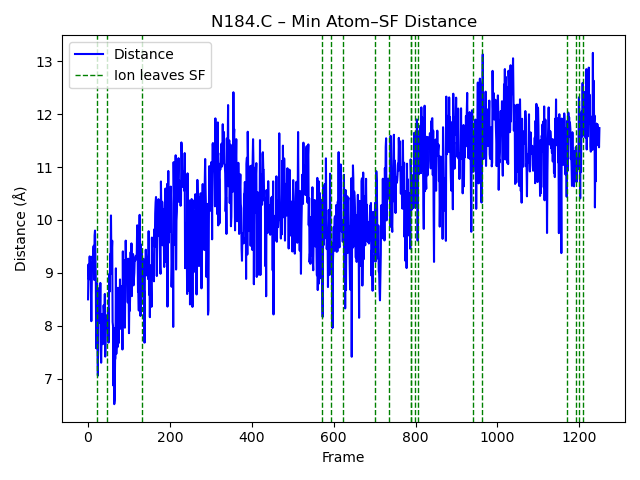 N184.C – Min Atom–SF Distance
Distance
Ion leaves SF
Distance (Å)
13
12
11
10
9
8
7
0
200
400
600
800
1000
1200
Frame